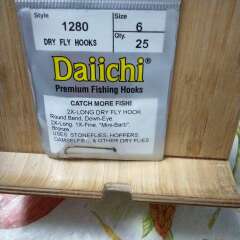 Style
1280
DRY FLY HOOKS
Size
6
Qty.
25
Daiichi®
Premium Fishing Hooks
CATCH MORE FISH!
2X-LONG DRY FLY HOOK
Round Bend, Down-Eye
2X-Long, 1X-Fine, "Mini-Barb"
Bronze
USES: STONEFLIES, HOPPERS,
DAMSELFLIES, & OTHER DRY FLIES